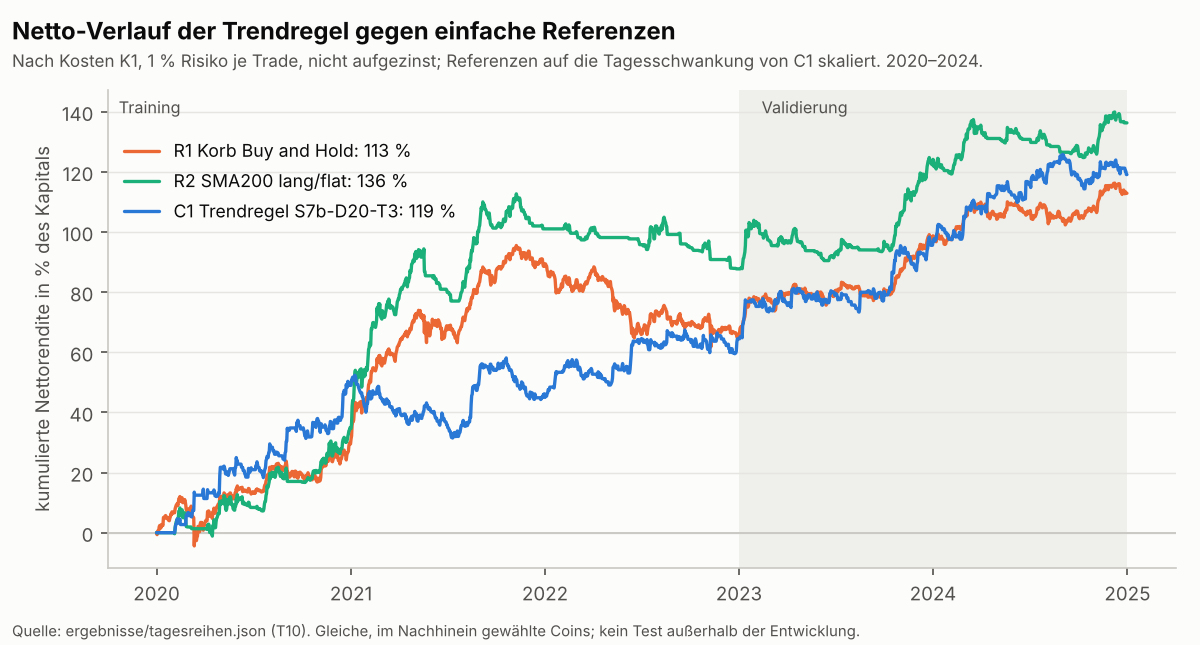 Netto-Verlauf der Trendregel gegen einfache Referenzen
Nach Kosten K1, 1 % Risiko je Trade, nicht aufgezinst; Referenzen auf die Tagesschwankung von C1 skaliert. 2020–2024.
Training
Validierung
R1 Korb Buy and Hold: 113 %
R2 SMA200 lang/flat: 136 %
C1 Trendregel S7b-D20-T3: 119 %
kumulierte Nettorendite in % des Kapitals
140
120
100
80
60
40
20
0
2020
2021
2022
2023
2024
2025
Quelle: ergebnisse/tagesreihen.json (T10). Gleiche, im Nachhinein gewählte Coins; kein Test außerhalb der Entwicklung.